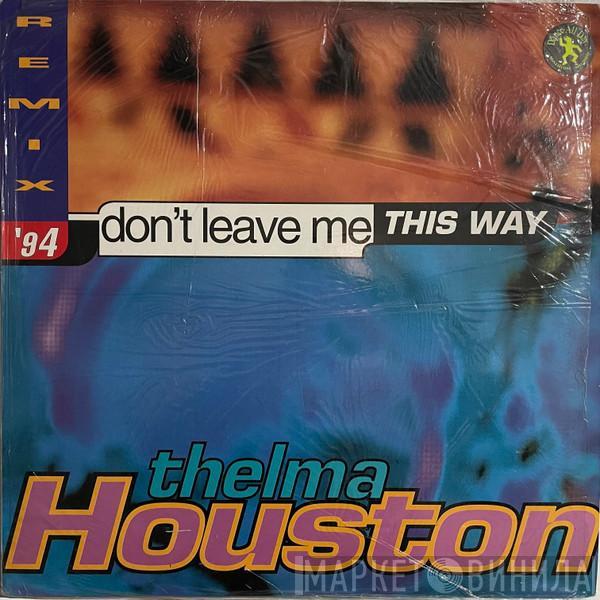 REMIX
'94
don't leave me THIS WAY
thelma
Houston
МАРКЕТ ВИНИЛА